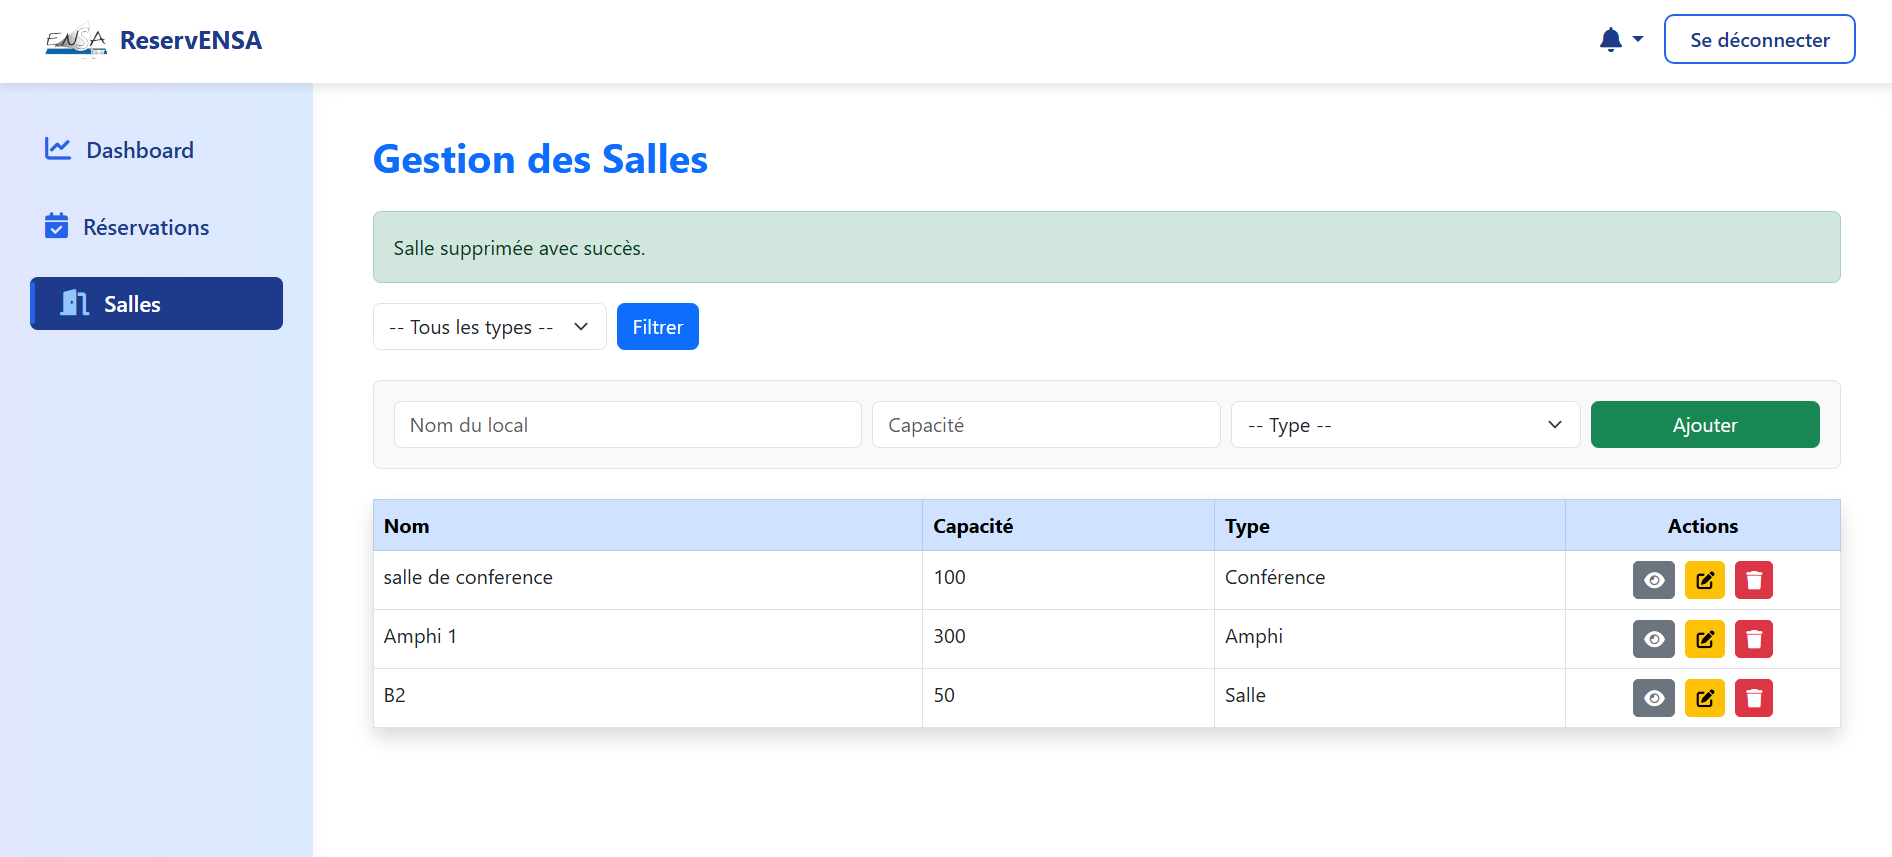 ENSA
ReservENSA
Se déconnecter
Dashboard
Réservations
Salles
Gestion des Salles
Salle supprimée avec succès.
-- Tous les types --
Filtrer
Nom du local
Capacité
-- Type --
Ajouter
Nom Capacité Type Actions
salle de conference 100 Conférence
Amphi 1 300 Amphi
B2 50 Salle